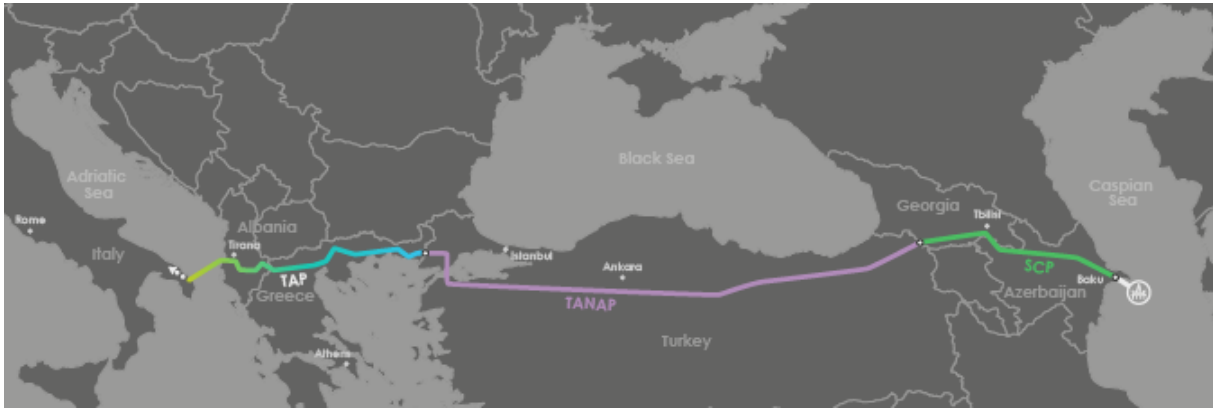 Black Sea
Adriatic
Sea
Caspian
Sea
Georgia
Tbilisi
Rome
Albania
Tirana
Italy
Istanbul
Ankara
SCP
TAP
Baku
Azerbaijan
Greece
TANAP
Turkey
Athens